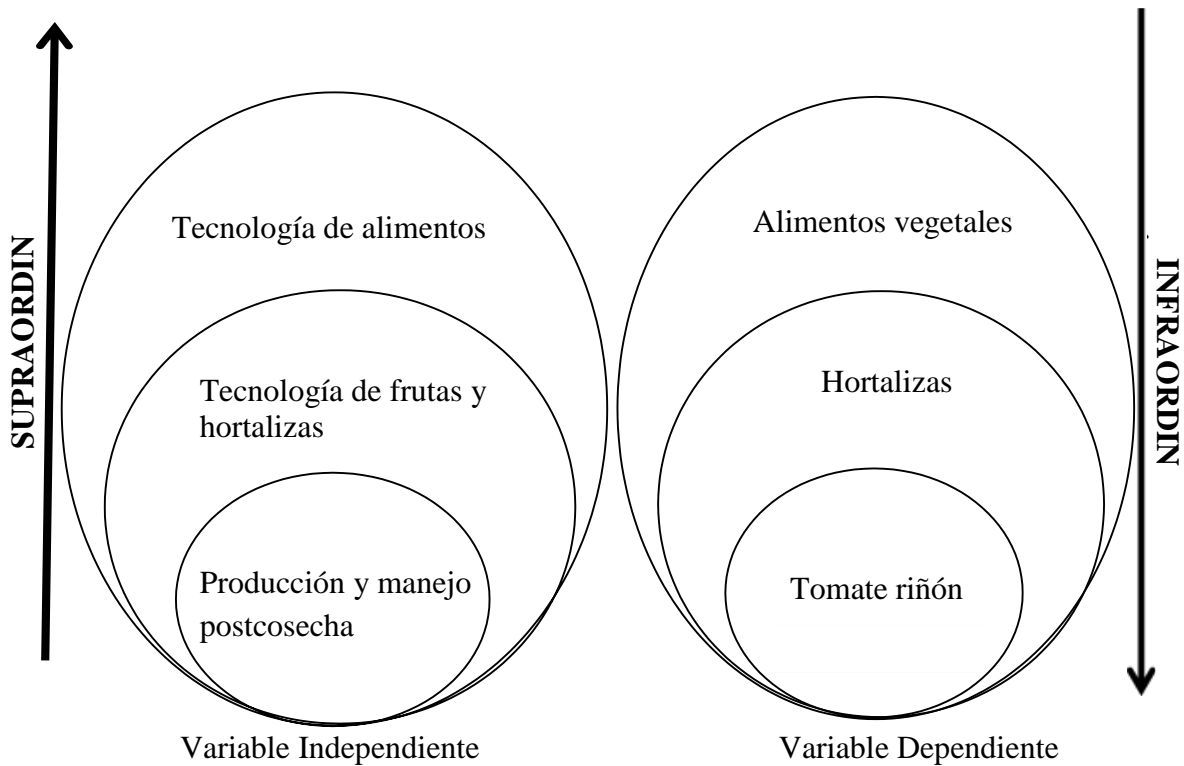 SUPRAORDIN
Tecnología de alimentos
Tecnología de frutas y
hortalizas
Producción y manejo
postcosecha
Variable Independiente
Alimentos vegetales
Hortalizas
Tomate riñón
Variable Dependiente
INFRAORDIN